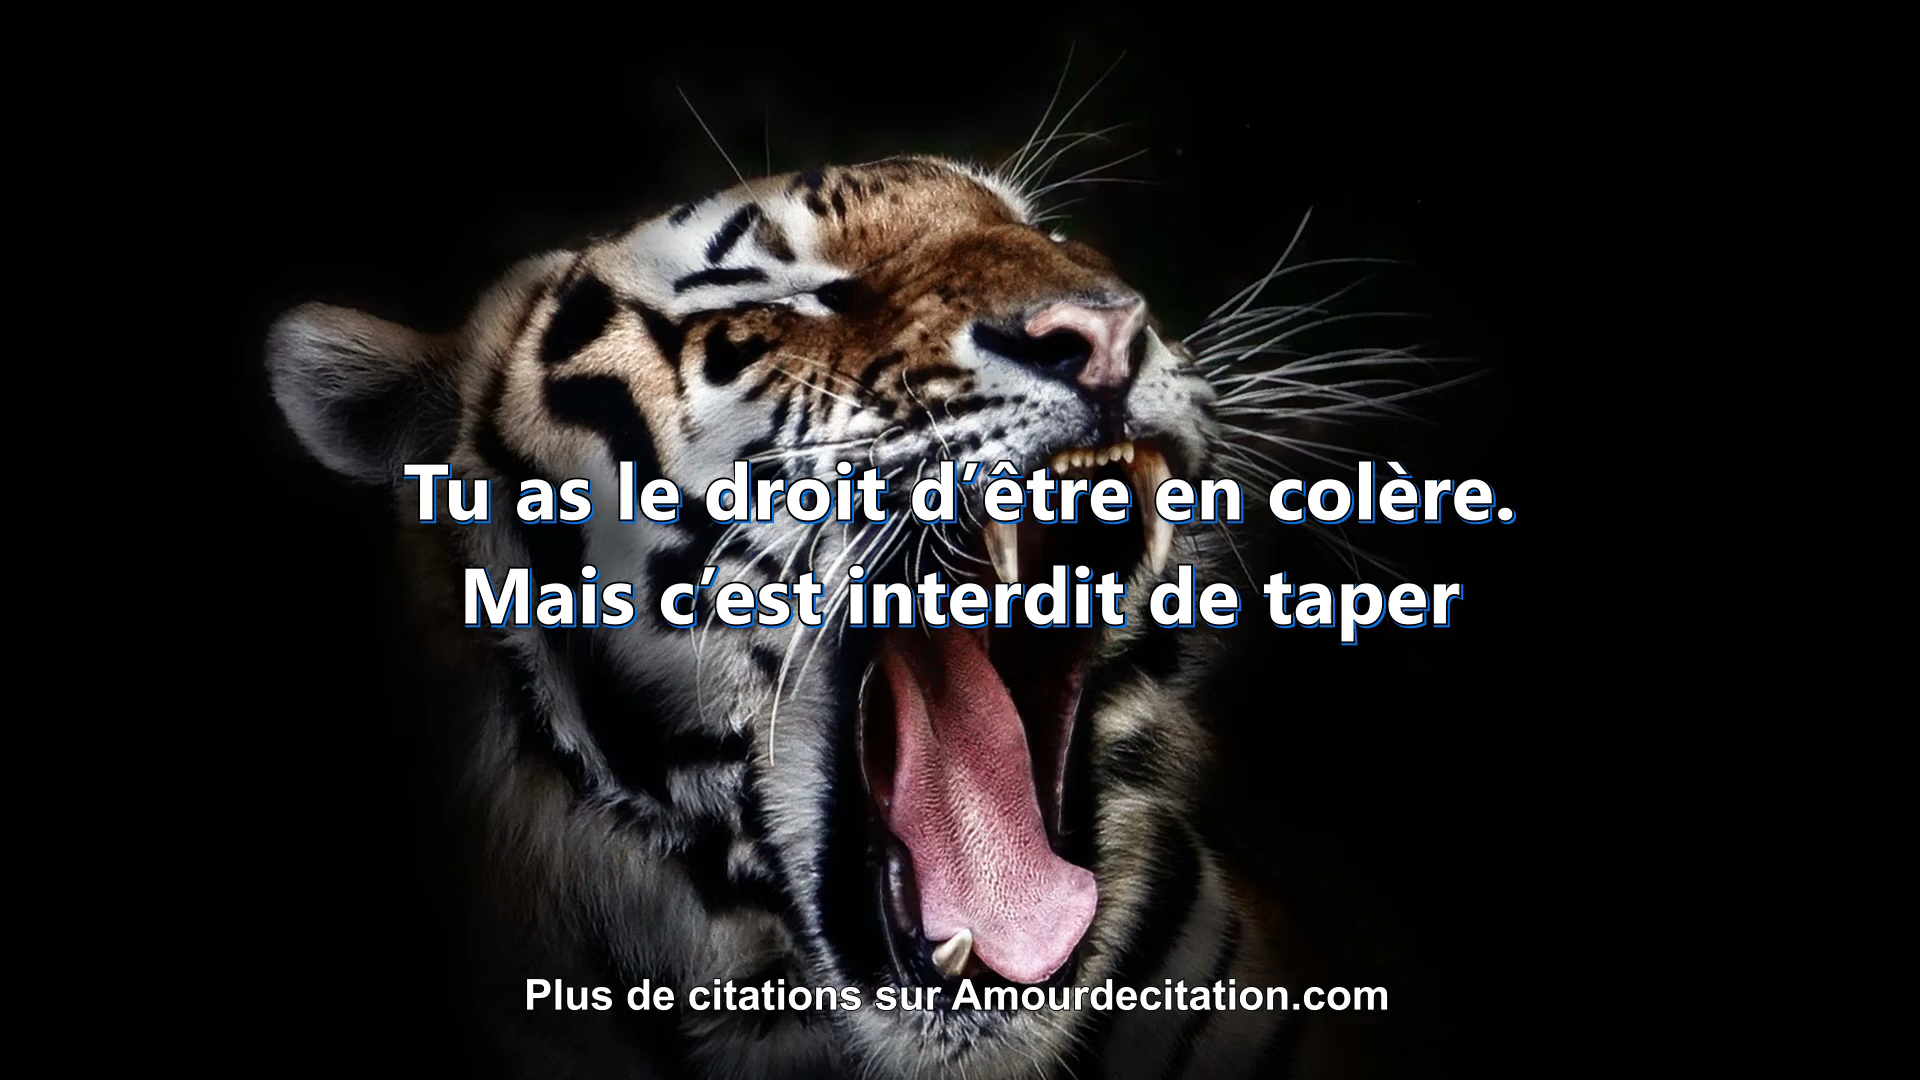 Tu as le droit d’être en colère.
Mais c’est interdit de taper
Plus de citations sur Amourdecitation.com